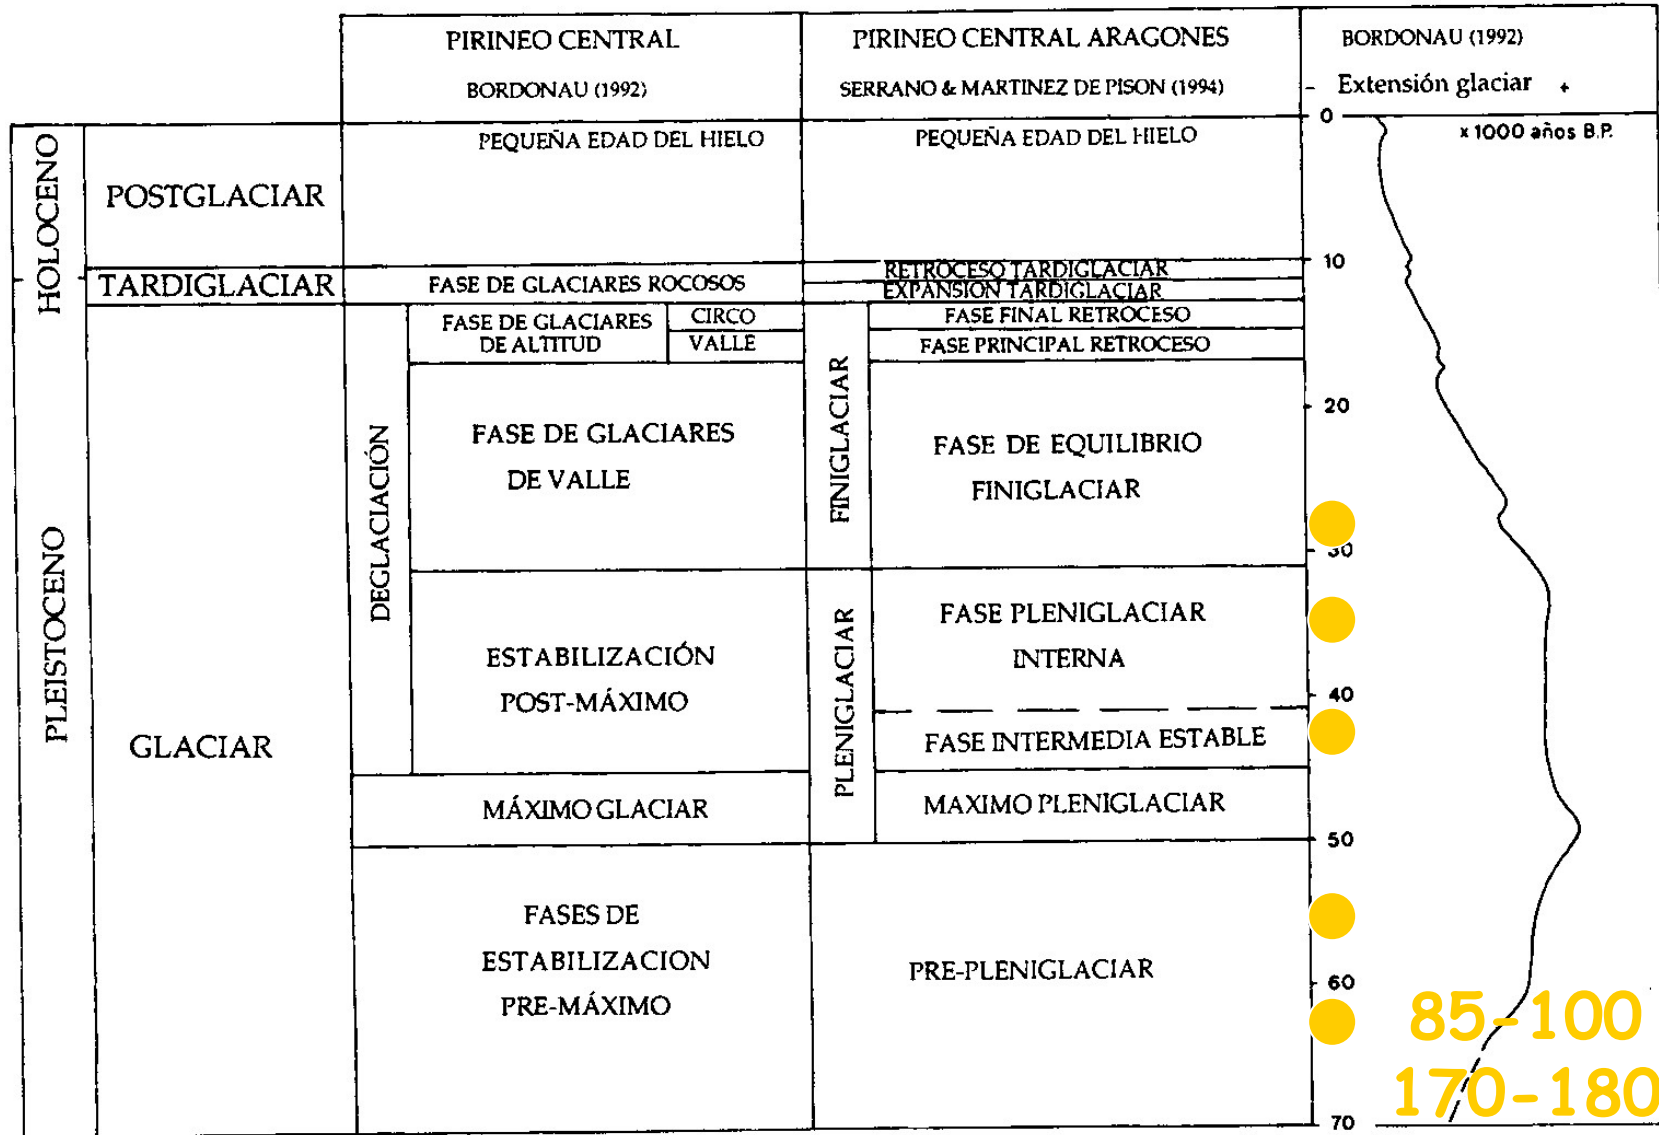 PIRINEO CENTRAL
BORDONAU (1992)
PIRINEO CENTRAL ARAGONES
SERRANO & MARTINEZ DE PISON (1994)
BORDONAU (1992)
- Extensión glaciar +
HOLOCENO
PLEISTOCENO
POSTGLACIAR
TARDIGLACIAR
GLACIAR
PEQUEÑA EDAD DEL HIELO
FASE DE GLACIARES ROCOSOS
DEGLACIACIÓN
FASE DE GLACIARES
DE ALTITUD
CIRCO
VALLE
FASE DE GLACIARES
DE VALLE
ESTABILIZACIÓN
POST-MÁXIMO
MÁXIMO GLACIAR
FASES DE
ESTABILIZACION
PRE-MÁXIMO
PEQUEÑA EDAD DEL HIELO
RETROCESO TARDIGLACIAR
EXPANSION TARDIGLACIAR
FINIGLACIAR
FASE FINAL RETROCESO
FASE PRINCIPAL RETROCESO
FASE DE EQUILIBRIO
FINIGLACIAR
PLENIGLACIAR
FASE PLENIGLACIAR
INTERNA
FASE INTERMEDIA ESTABLE
MAXIMO PLENIGLACIAR
PRE-PLENIGLACIAR
0
x 1000 años B.P.
10
20
30
40
50
60
70
85-100
170-180